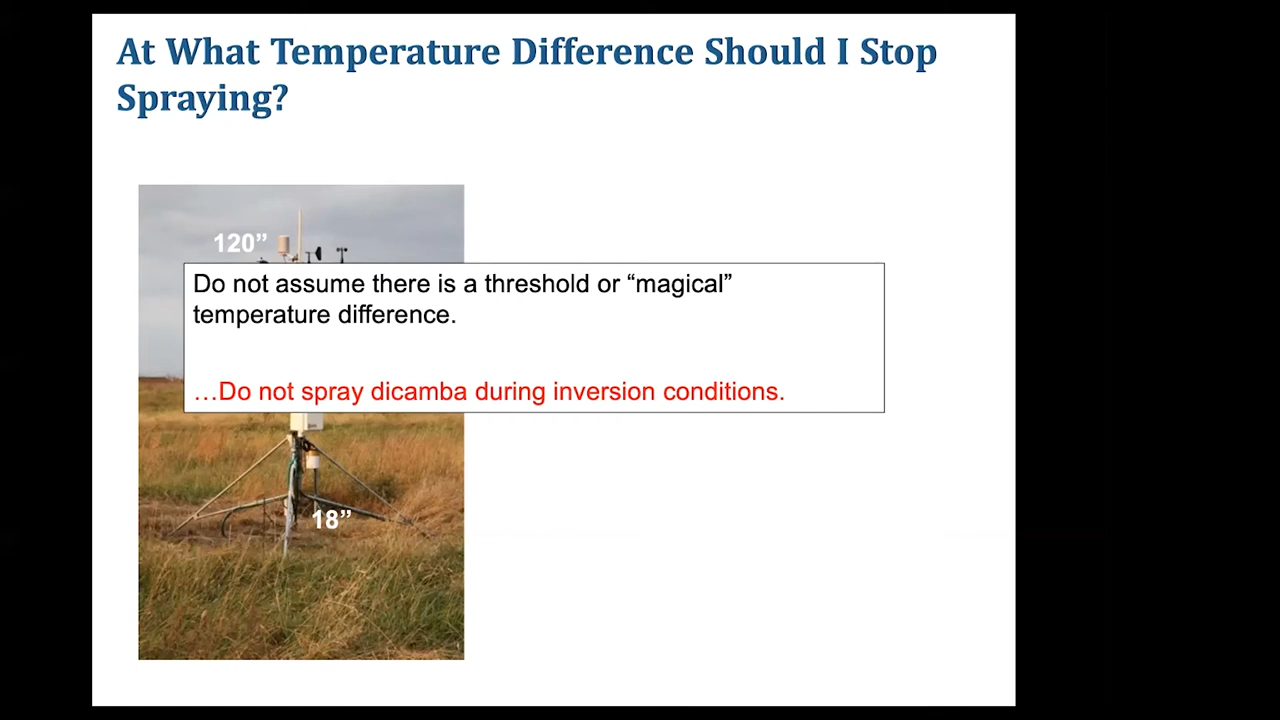 At What Temperature Difference Should I Stop
Spraying?
120”
Do not assume there is a threshold or “magical”
temperature difference.
…Do not spray dicamba during inversion conditions.
18”